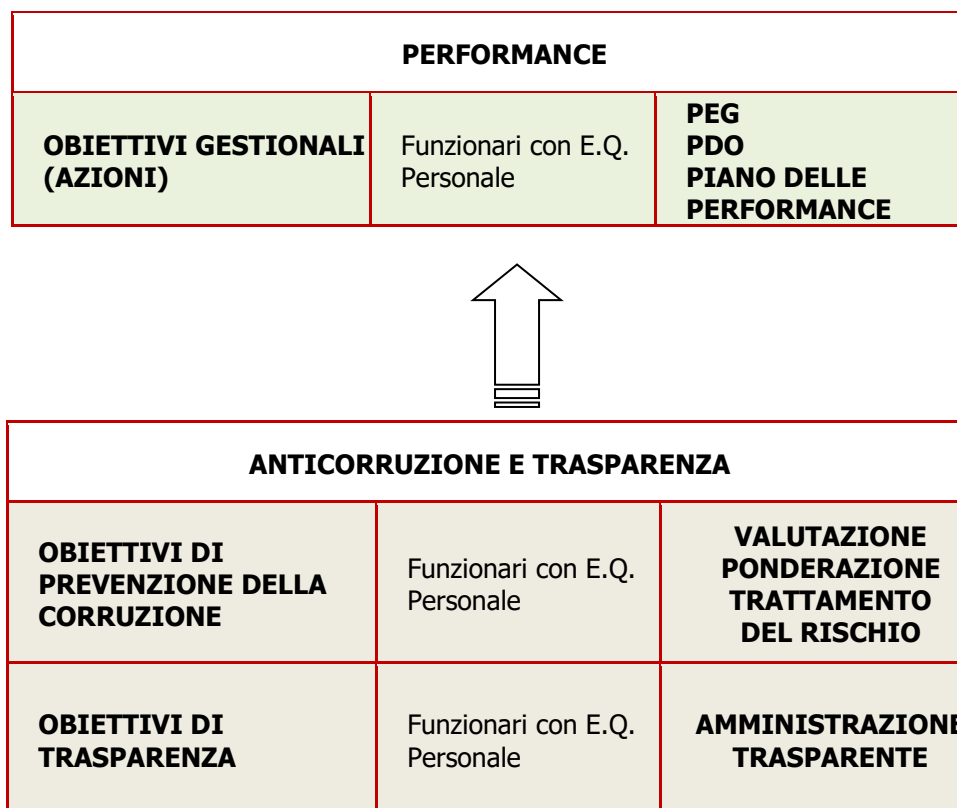 PERFORMANCE
OBIETTIVI GESTIONALI
(AZIONI)
Funzionari con E.Q.
Personale
PEG
PDO
PIANO DELLE
PERFORMANCE
ANTICORRUZIONE E TRASPARENZA
OBIETTIVI DI
PREVENZIONE DELLA
CORRUZIONE
Funzionari con E.Q.
Personale
VALUTAZIONE
PONDERAZIONE
TRATTAMENTO
DEL RISCHIO
OBIETTIVI DI
TRASPARENZA
Funzionari con E.Q.
Personale
AMMINISTRAZIONE
TRASPARENTE